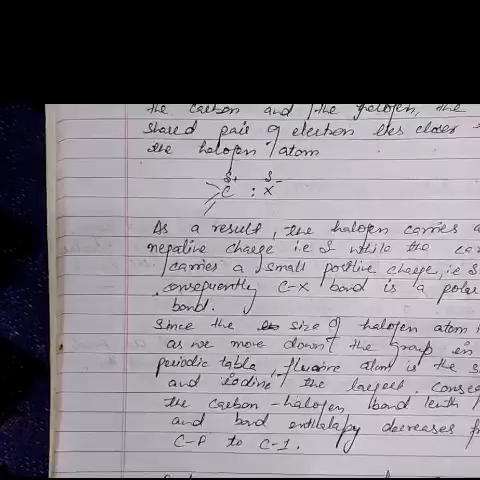 the carbon and the halogen, the
shared pair of electron lies closer
the halogen atom
δ+ δ-
C : X
As a result, the halogen carries a
negative charge i.e δ while the car
carries a small positive charge, i.e δ
consequently C-X bond is a polar
bond.
Since the size of halogen atom
as we move down the group in
periodic table, fluorine atom is the s
and iodine the largest. conse
the carbon-halogen bond lenth
and bond enthalapy decreases f
C-F to C-I.